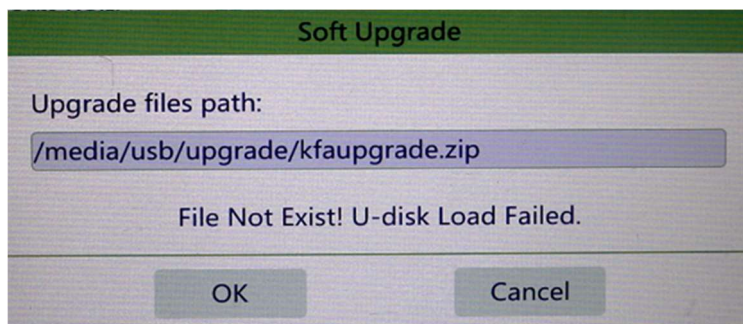 Soft Upgrade
Upgrade files path:
/media/usb/upgrade/kfaupgrade.zip
File Not Exist! U-disk Load Failed.
OK
Cancel